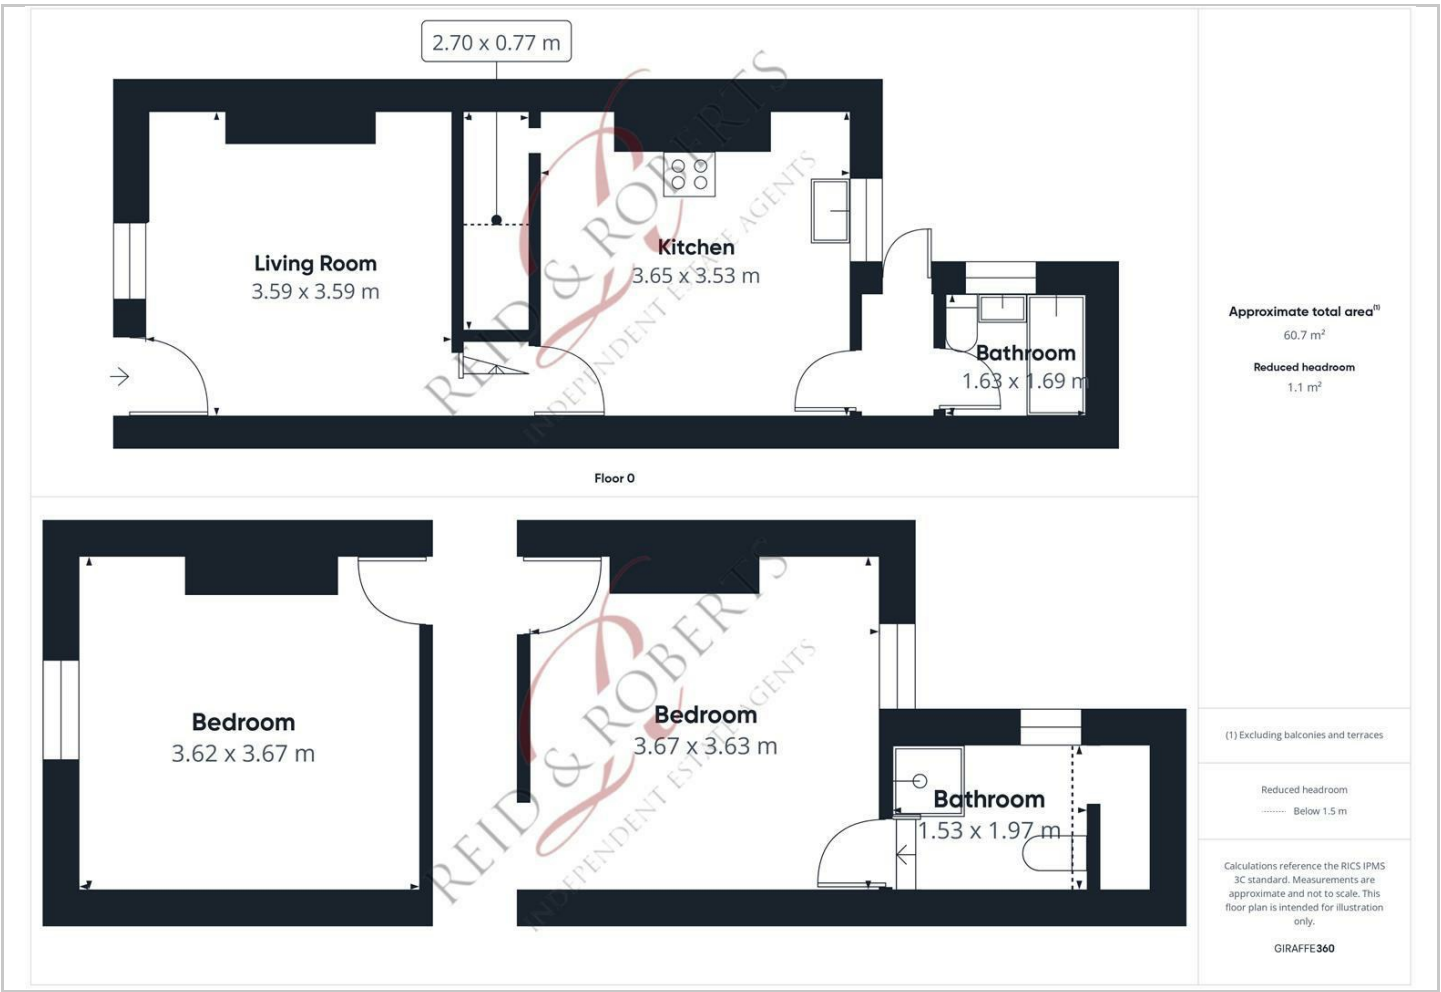 2.70 x 0.77 m
Living Room
3.59 x 3.59 m
Kitchen
3.65 x 3.53 m
Bathroom
1.63 x 1.69 m
REID & ROBERTS
INDEPENDENT ESTATE AGENTS
Floor 0
Bedroom
3.62 x 3.67 m
Bedroom
3.67 x 3.63 m
Bathroom
1.53 x 1.97 m
REID & ROBERTS
INDEPENDENT ESTATE AGENTS
Approximate total area(1)
60.7 m²
Reduced headroom
1.1 m²
(1) Excluding balconies and terraces
Reduced headroom
Below 1.5 m
Calculations reference the RICS IPMS
3C standard. Measurements are
approximate and not to scale. This
floor plan is intended for illustration
only.
GIRAFFE360